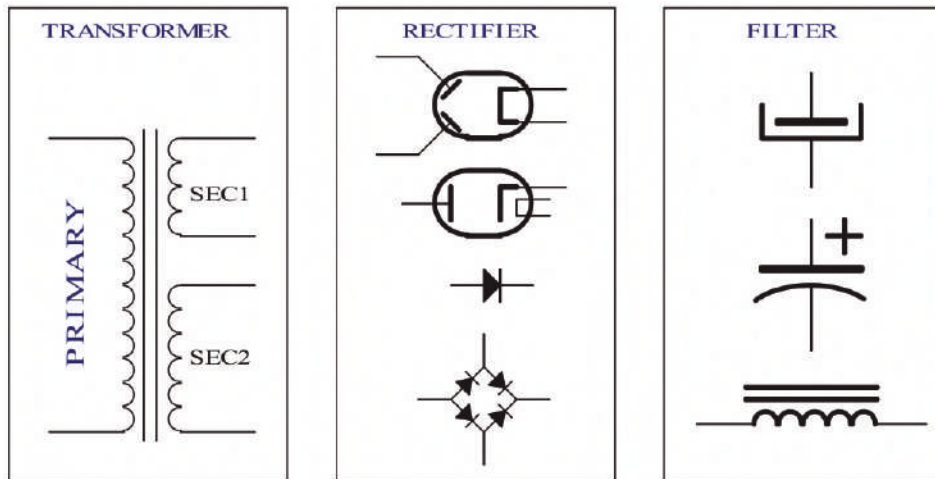 TRANSFORMER
PRIMARY
SEC1
SEC2
RECTIFIER
FILTER
+